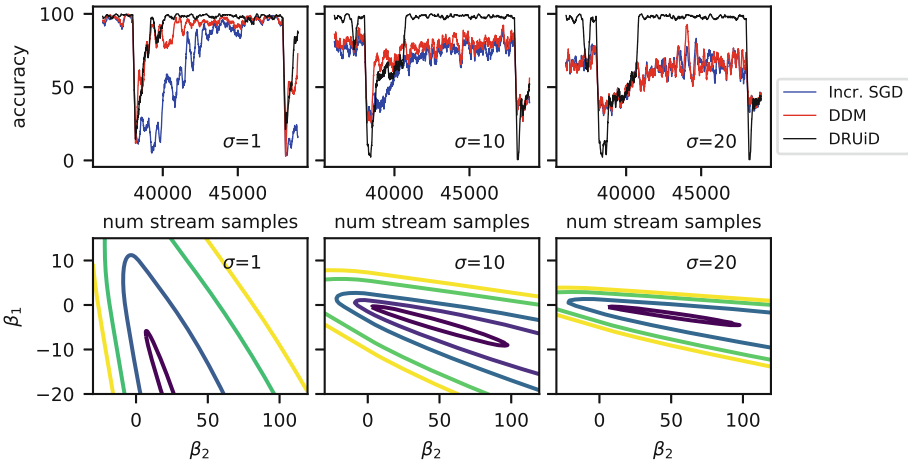 100
50
0
accuracy
σ=1
σ=10
σ=20
Incr. SGD
DDM
DRUiD
40000 45000
40000 45000
40000 45000
num stream samples
num stream samples
num stream samples
10
0
−10
−20
β1
σ=1
σ=10
σ=20
0 50 100
0 50 100
0 50 100
β2
β2
β2